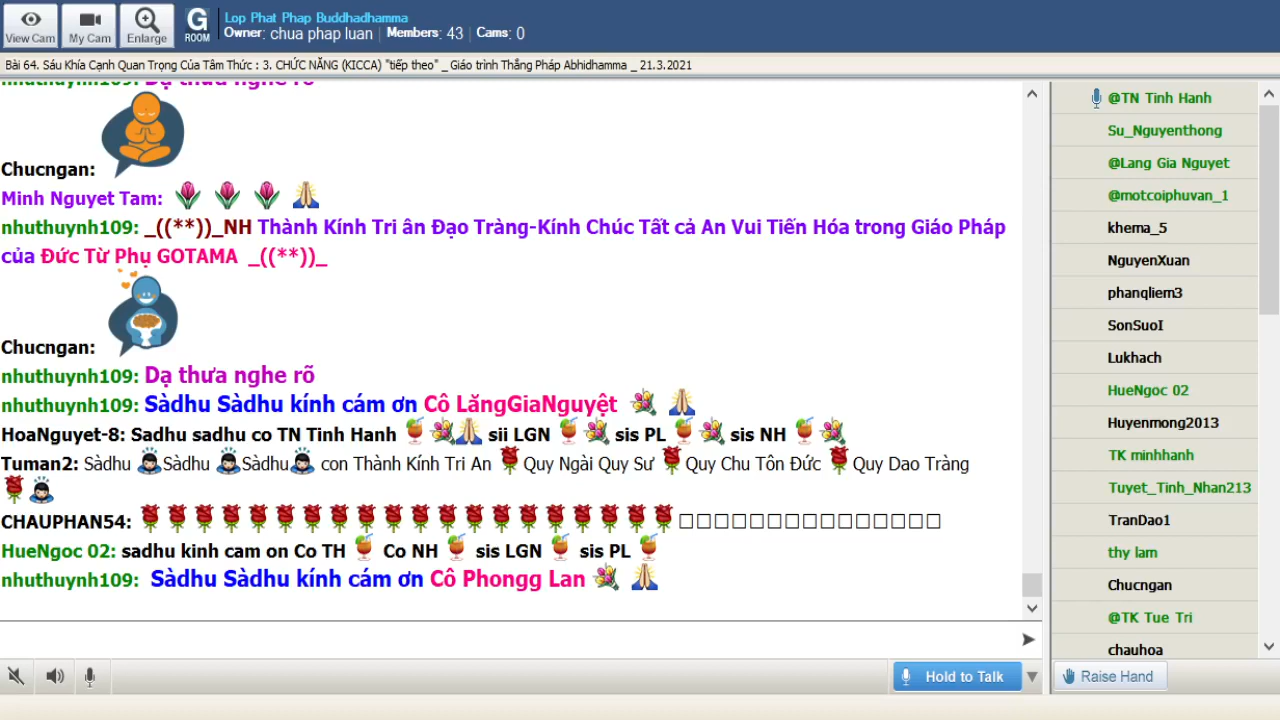 View Cam
My Cam
Enlarge
G
ROOM
Lop Phat Phap Buddhadhamma
Owner: chua phap luan | Members: 43 | Cams: 0
Bài 64. Sáu Khía Cạnh Quan Trọng Của Tâm Thức : 3. CHỨC NĂNG (KICCA) "tiếp theo" _ Giáo trình Thắng Pháp Abhidhamma _ 21.3.2021
nhuthuynh109: Dạ thưa nghe rõ
Chucngan:
Minh Nguyet Tam:
nhuthuynh109: _((**))_NH Thành Kính Tri ân Đạo Tràng-Kính Chúc Tất cả An Vui Tiến Hóa trong Giáo Pháp
của Đức Từ Phụ GOTAMA _((**))_
Chucngan:
nhuthuynh109: Dạ thưa nghe rõ
nhuthuynh109: Sàdhu Sàdhu kính cám ơn Cô LăngGiaNguyệt
HoaNguyet-8: Sadhu sadhu co TN Tinh Hanh sii LGN sis PL sis NH
Tuman2: Sàdhu Sàdhu Sàdhu con Thành Kính Tri An Quy Ngài Quy Sư Quy Chu Tôn Đức Quy Dao Tràng
CHAUPHAN54:
HueNgoc 02: sadhu kinh cam on Co TH Co NH sis LGN sis PL
nhuthuynh109: Sàdhu Sàdhu kính cám ơn Cô Phongg Lan
Hold to Talk
@TN Tinh Hanh
Su_Nguyenthong
@Lang Gia Nguyet
@motcoiphuvan_1
khema_5
NguyenXuan
phanqliem3
SonSuoI
Lukhach
HueNgoc 02
Huyenmong2013
TK minhhanh
Tuyet_Tinh_Nhan213
TranDao1
thy lam
Chucngan
@TK Tue Tri
chauhoa
Raise Hand